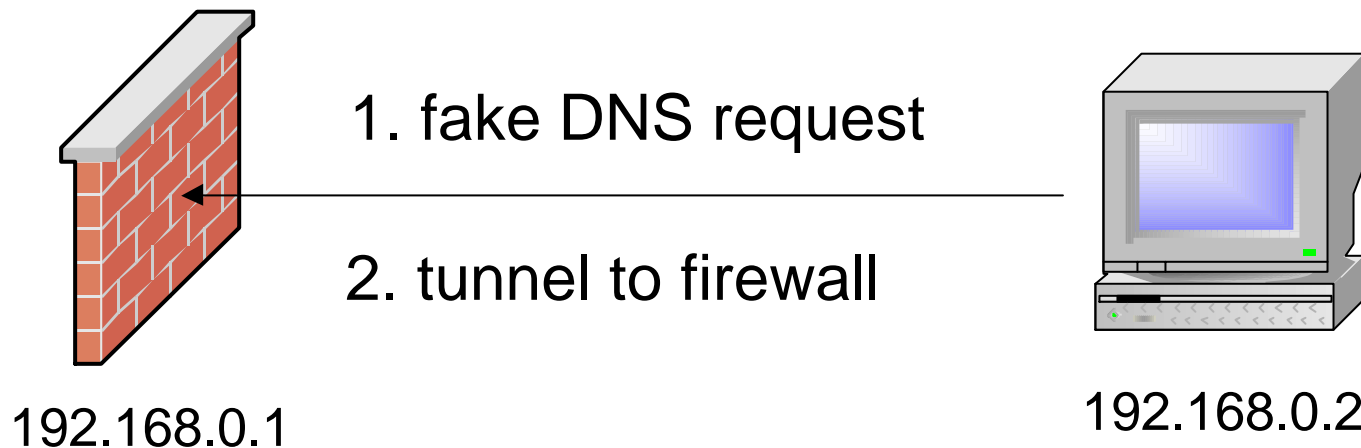 1. fake DNS request
2. tunnel to firewall
192.168.0.1
192.168.0.2